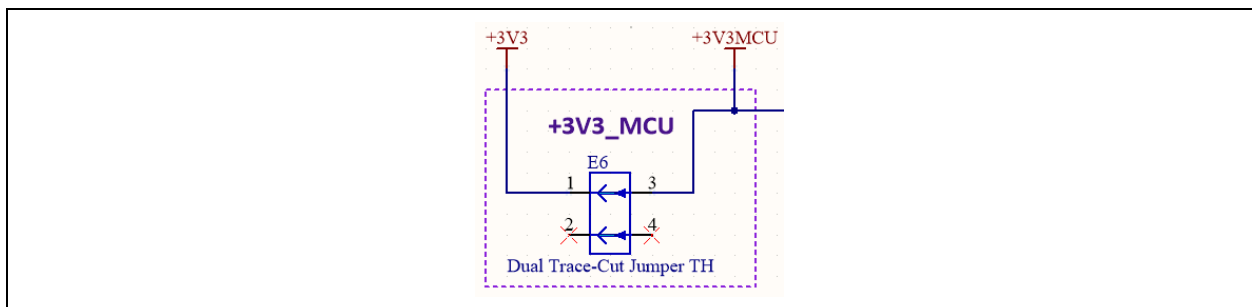 +3V3 +3V3MCU
+3V3_MCU
E6
1 3
2 4
Dual Trace-Cut Jumper TH